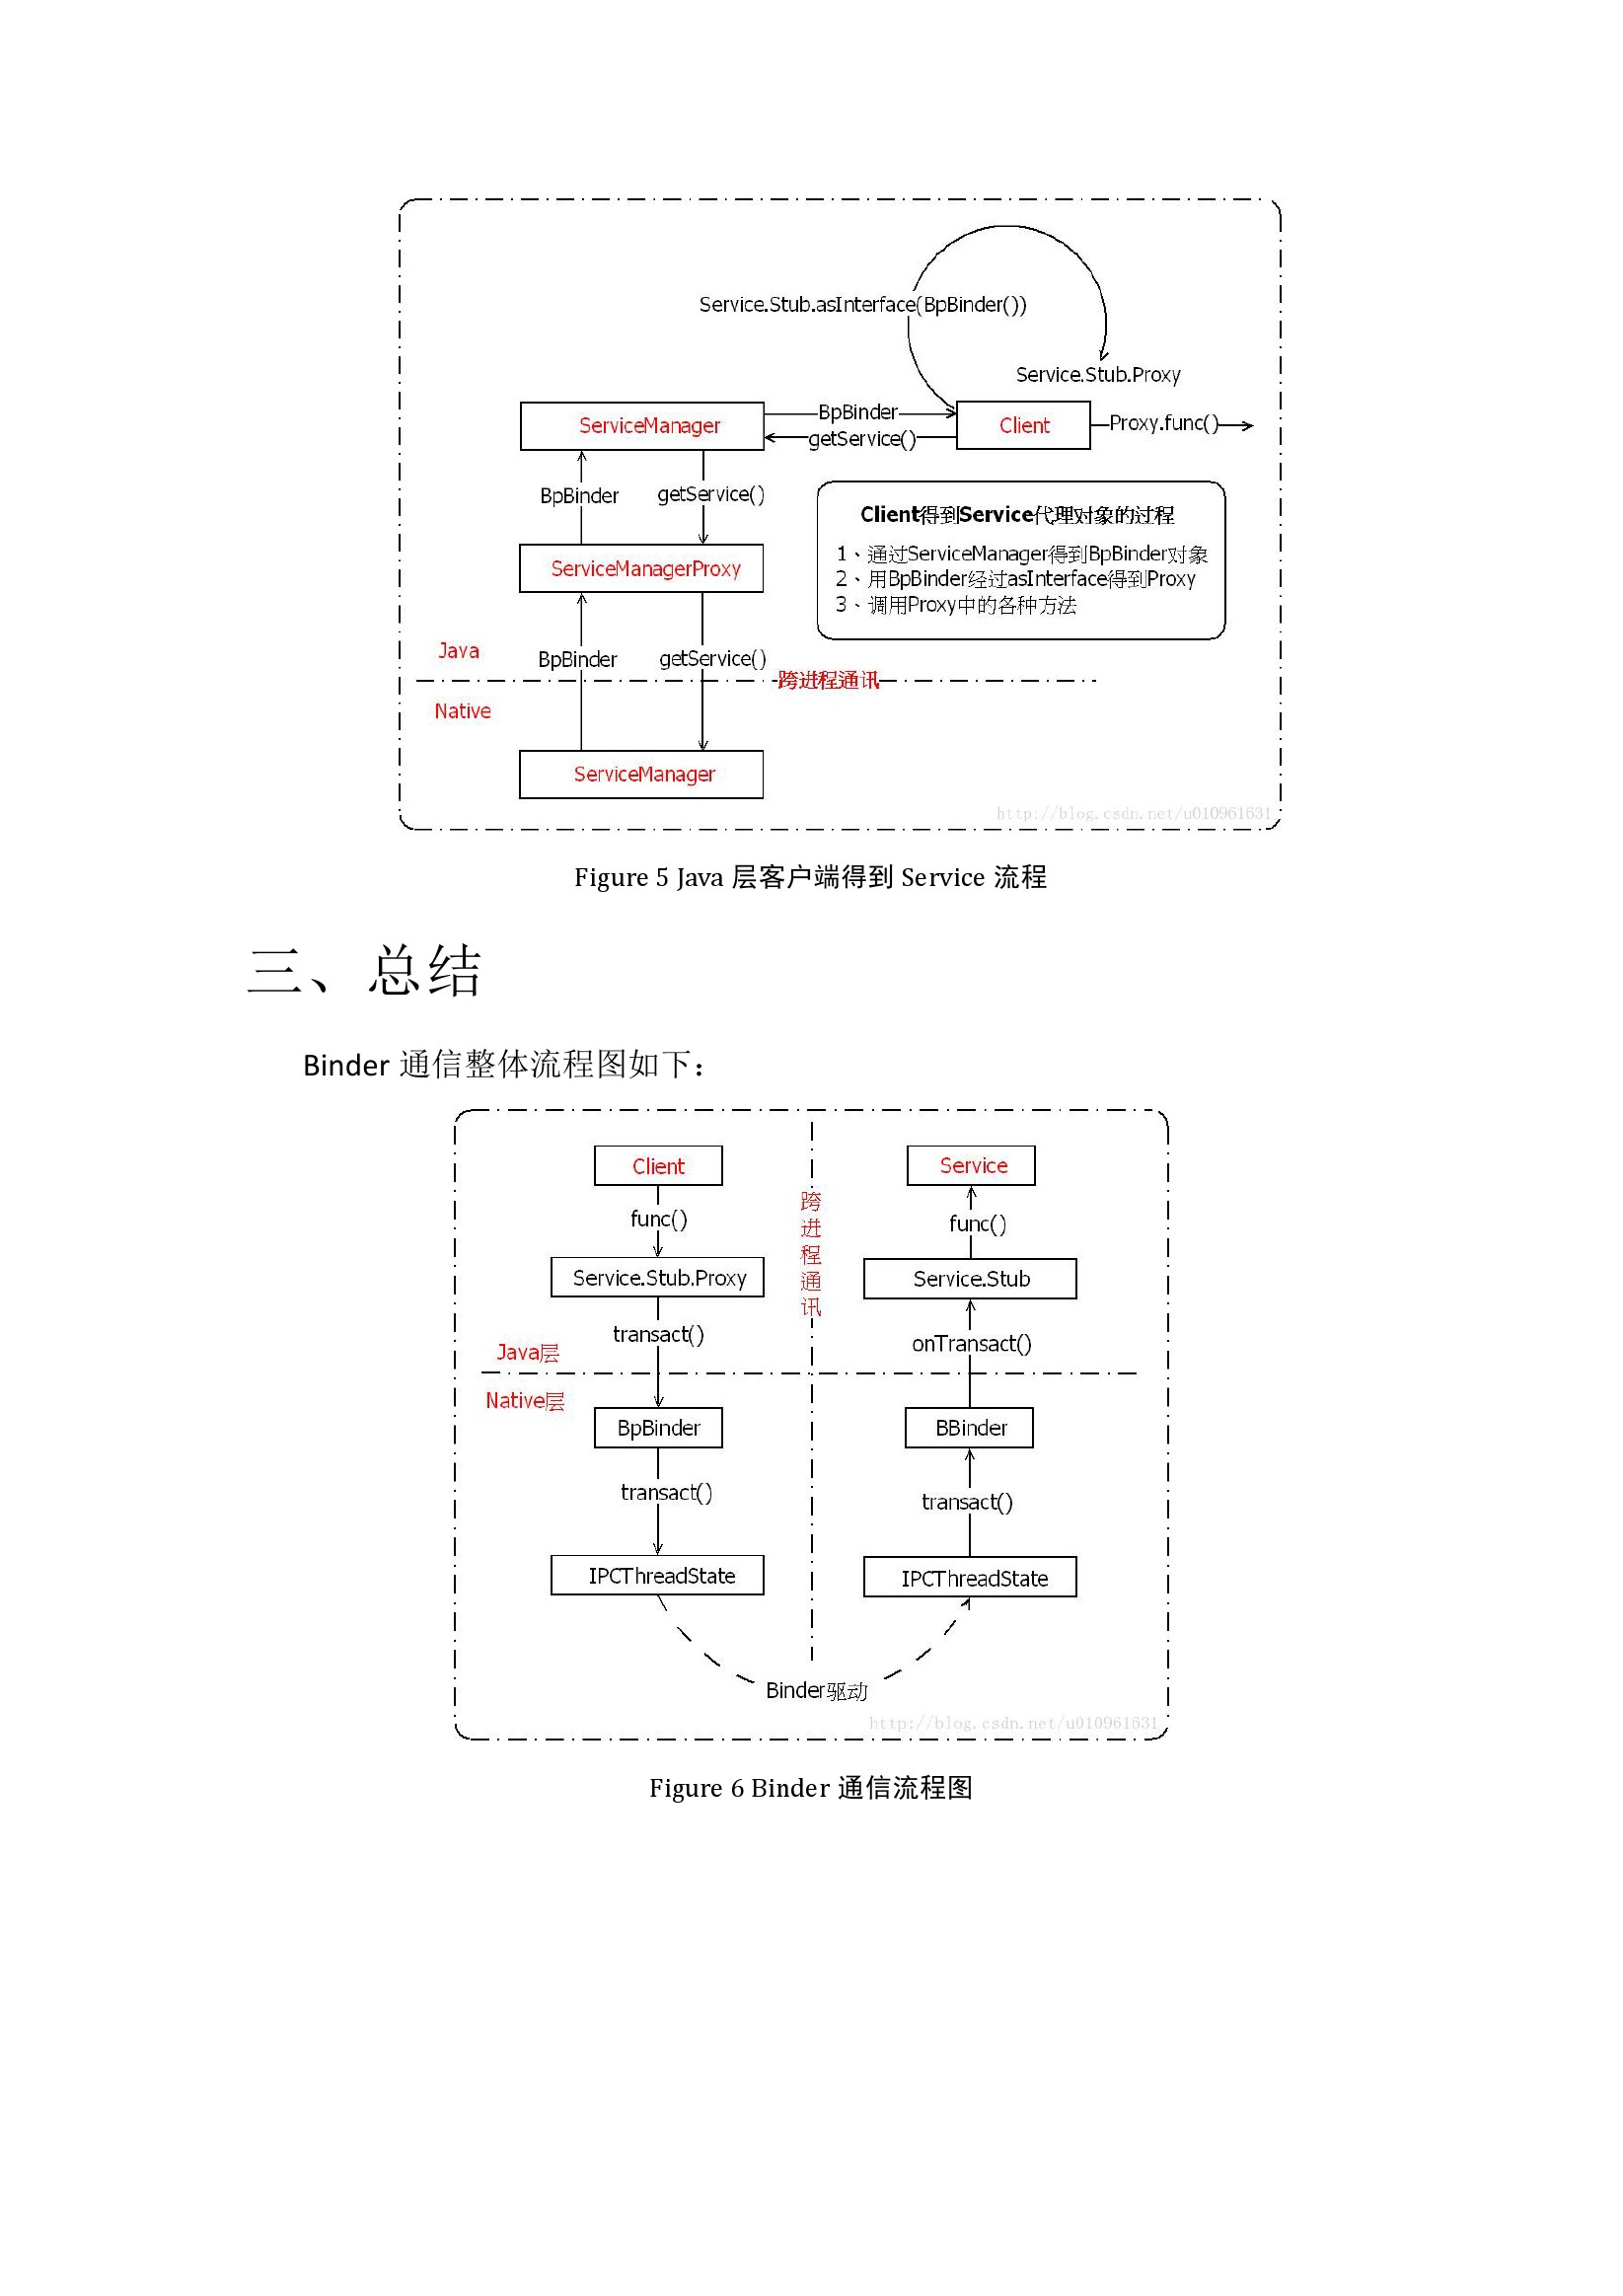 Service.Stub.asInterface(BpBinder())
Service.Stub.Proxy
ServiceManager
BpBinder
getService()
Client
Proxy.func()
BpBinder
getService()
Client得到Service代理对象的过程
1、通过ServiceManager得到BpBinder对象
2、用BpBinder经过asInterface得到Proxy
3、调用Proxy中的各种方法
ServiceManagerProxy
Java
BpBinder
getService()
跨进程通讯
Native
ServiceManager
http://blog.csdn.net/u010961631
Figure 5 Java 层客户端得到 Service 流程
三、总结
Binder 通信整体流程图如下：
Client
Service
跨进程通讯
func()
func()
Service.Stub.Proxy
Service.Stub
transact()
onTransact()
Java层
Native层
BpBinder
BBinder
transact()
transact()
IPCThreadState
IPCThreadState
Binder驱动
http://blog.csdn.net/u010961631
Figure 6 Binder 通信流程图